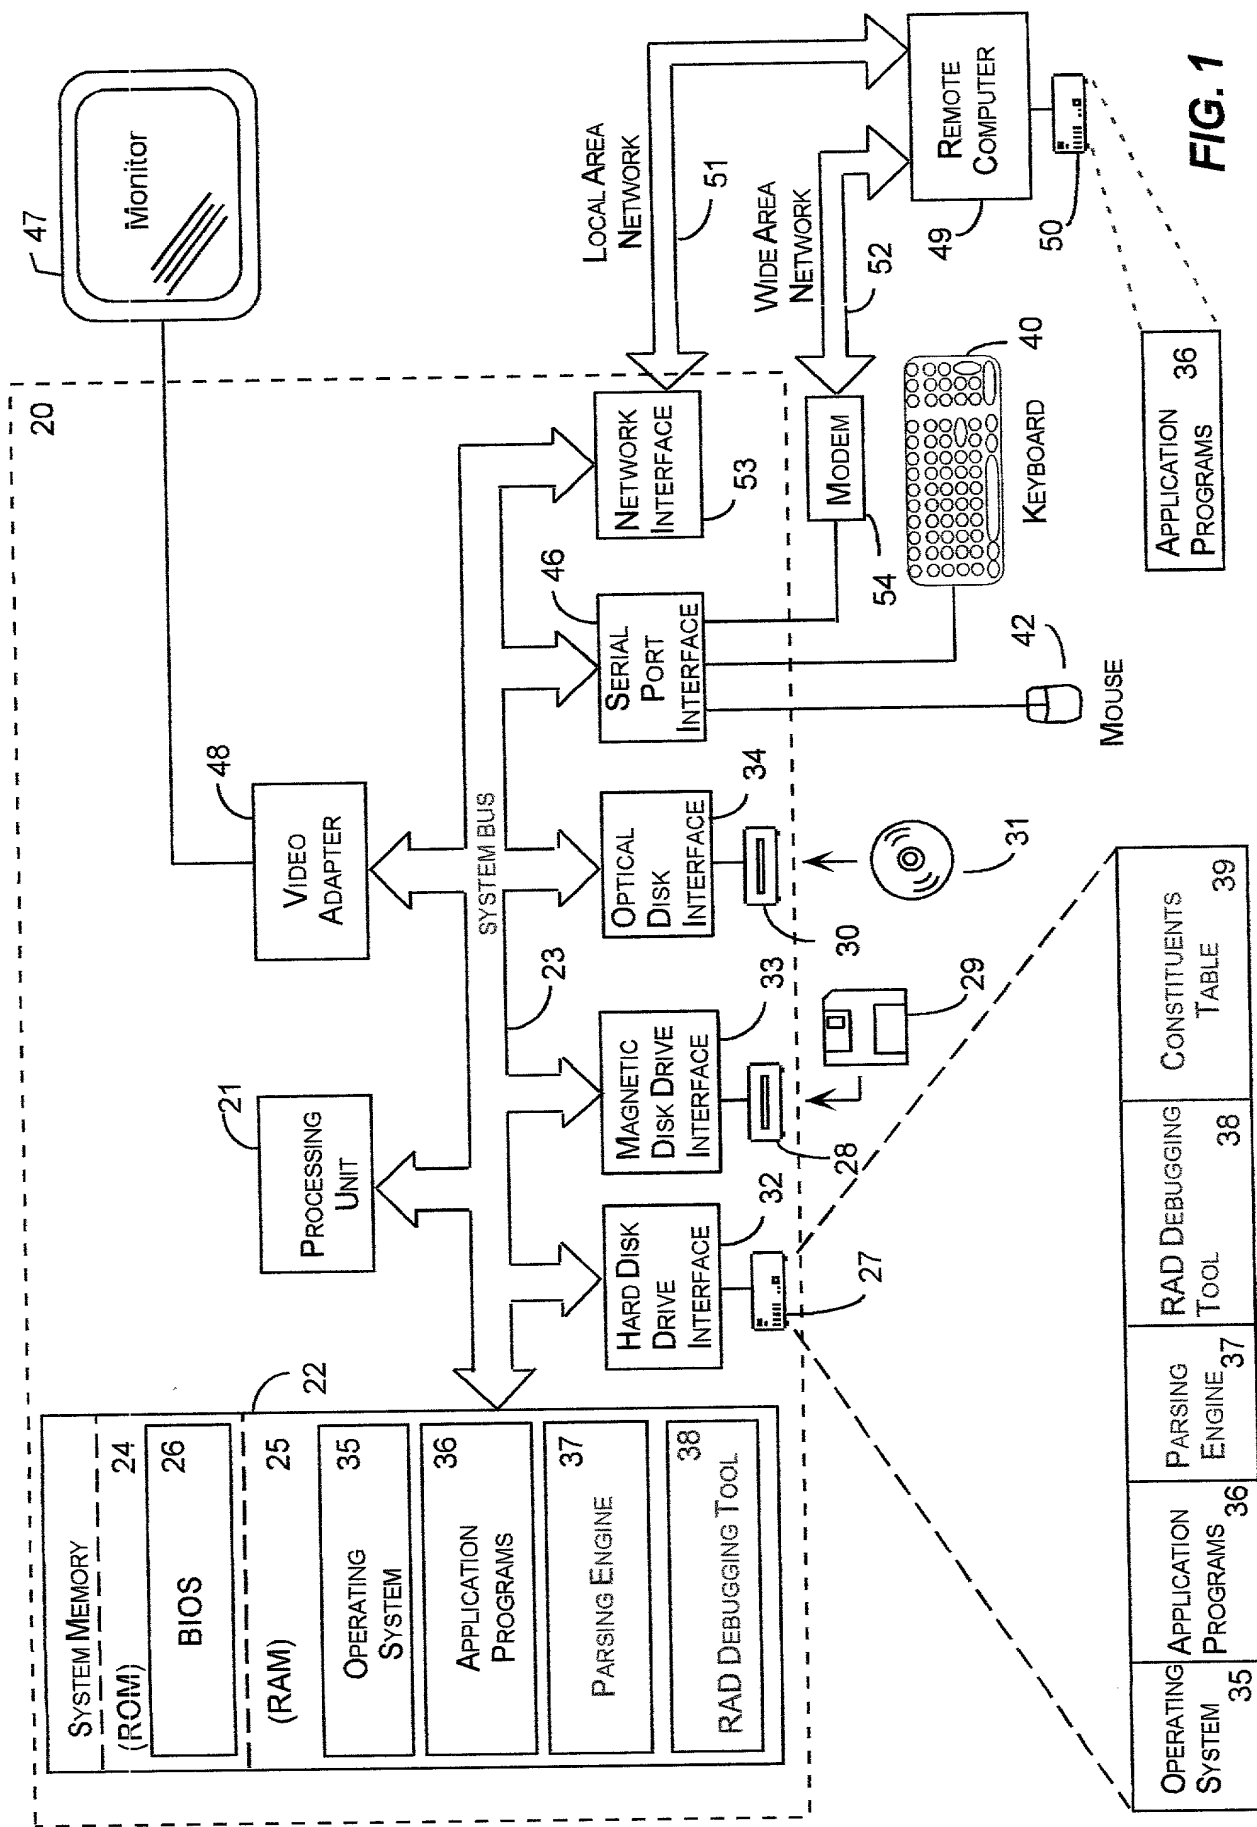 SYSTEM MEMORY
(ROM) 24
BIOS
26
22
(RAM) 25
OPERATING
SYSTEM
35
APPLICATION
PROGRAMS
36
PARSING ENGINE
37
RAD DEBUGGING TOOL
38
20
PROCESSING
UNIT
21
VIDEO
ADAPTER
48
Monitor
47
SYSTEM BUS
23
HARD DISK
DRIVE
INTERFACE
32
MAGNETIC
DISK DRIVE
INTERFACE
33
OPTICAL
DISK
INTERFACE
34
SERIAL
PORT
INTERFACE
46
NETWORK
INTERFACE
53
LOCAL AREA
NETWORK
51
WIDE AREA
NETWORK
52
27
28
29
30
31
MODEM
54
REMOTE
COMPUTER
49
50
KEYBOARD
40
MOUSE
42
APPLICATION
PROGRAMS
36
OPERATING
SYSTEM
35
APPLICATION
PROGRAMS
36
PARSING
ENGINE
37
RAD DEBUGGING
TOOL
38
CONSTITUENTS
TABLE
39
FIG. 1